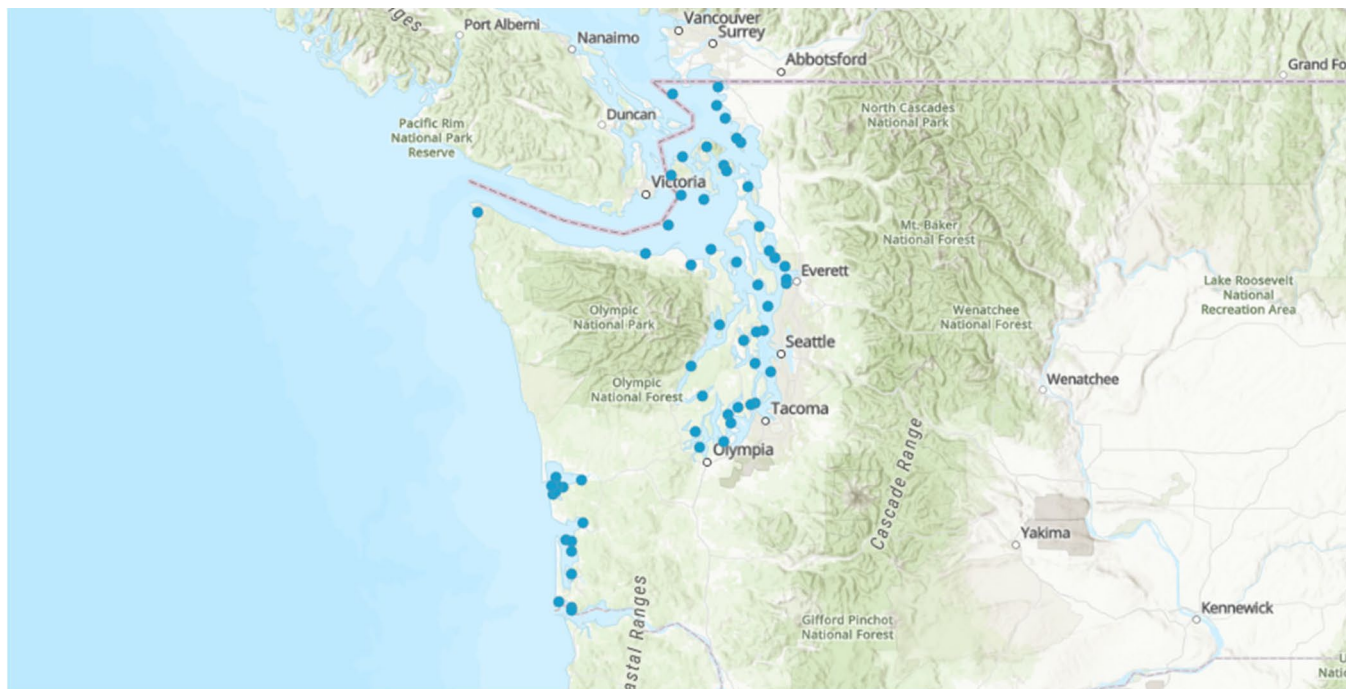 Vancouver
Port Alberni
Surrey
Nanaimo
Abbotsford
Grand Fo
North Cascades
National Park
Duncan
Pacific Rim
National Park
Reserve
Victoria
Mt. Baker
National Forest
Everett
Lake Roosevelt
National
Recreation Area
Olympic
National Park
Wenatchee
National Forest
Seattle
Wenatchee
Olympic
National Forest
Tacoma
Olympia
Cascade Range
Yakima
Kennewick
Gifford Pinchot
National Forest
astal Ranges